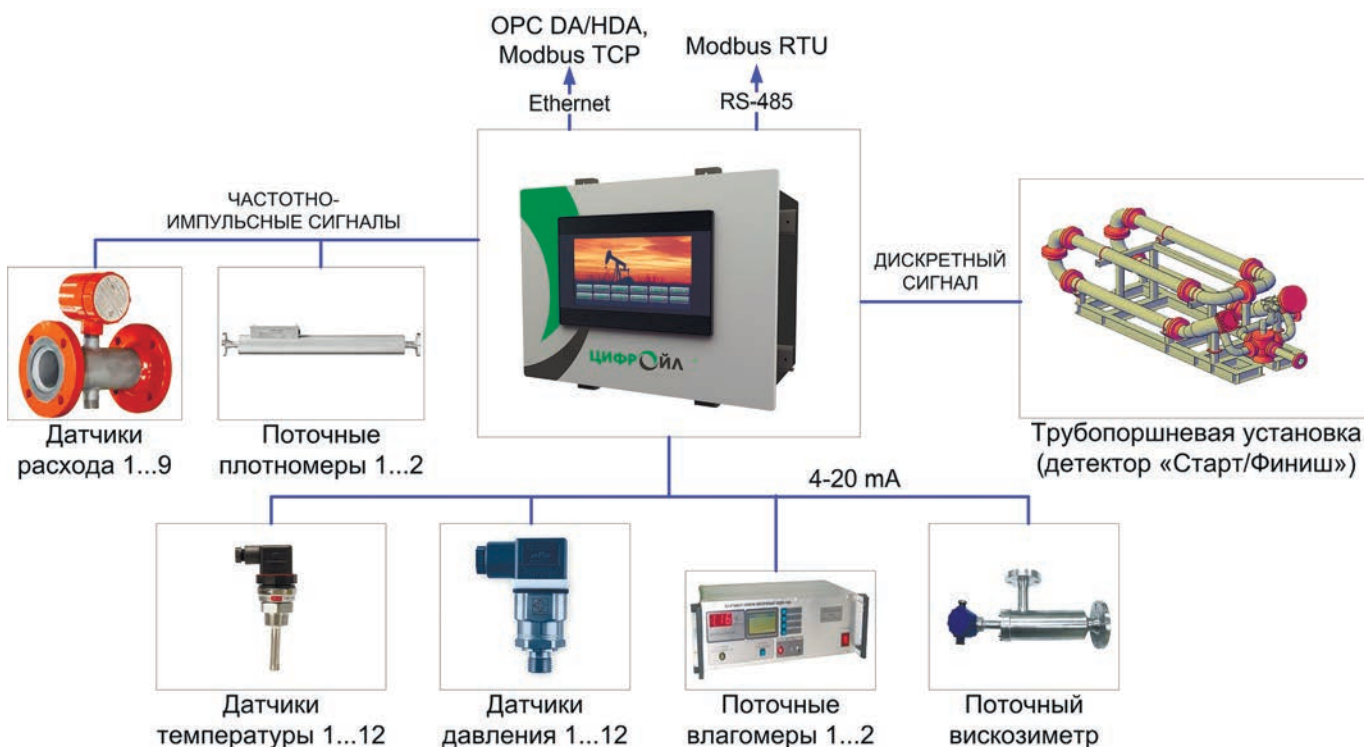 OPC DA/HDA,
Modbus TCP
Modbus RTU
Ethernet
RS-485
ЧАСТОТНО-
ИМПУЛЬСНЫЕ СИГНАЛЫ
ДИСКРЕТНЫЙ
СИГНАЛ
ЦИФРОЙЛ
Датчики
расхода 1...9
Поточные
плотномеры 1...2
Трубопоршневая установка
(детектор «Старт/Финиш»)
4-20 mA
Датчики
температуры 1...12
Датчики
давления 1...12
Поточные
влагомеры 1...2
Поточный
вискозиметр